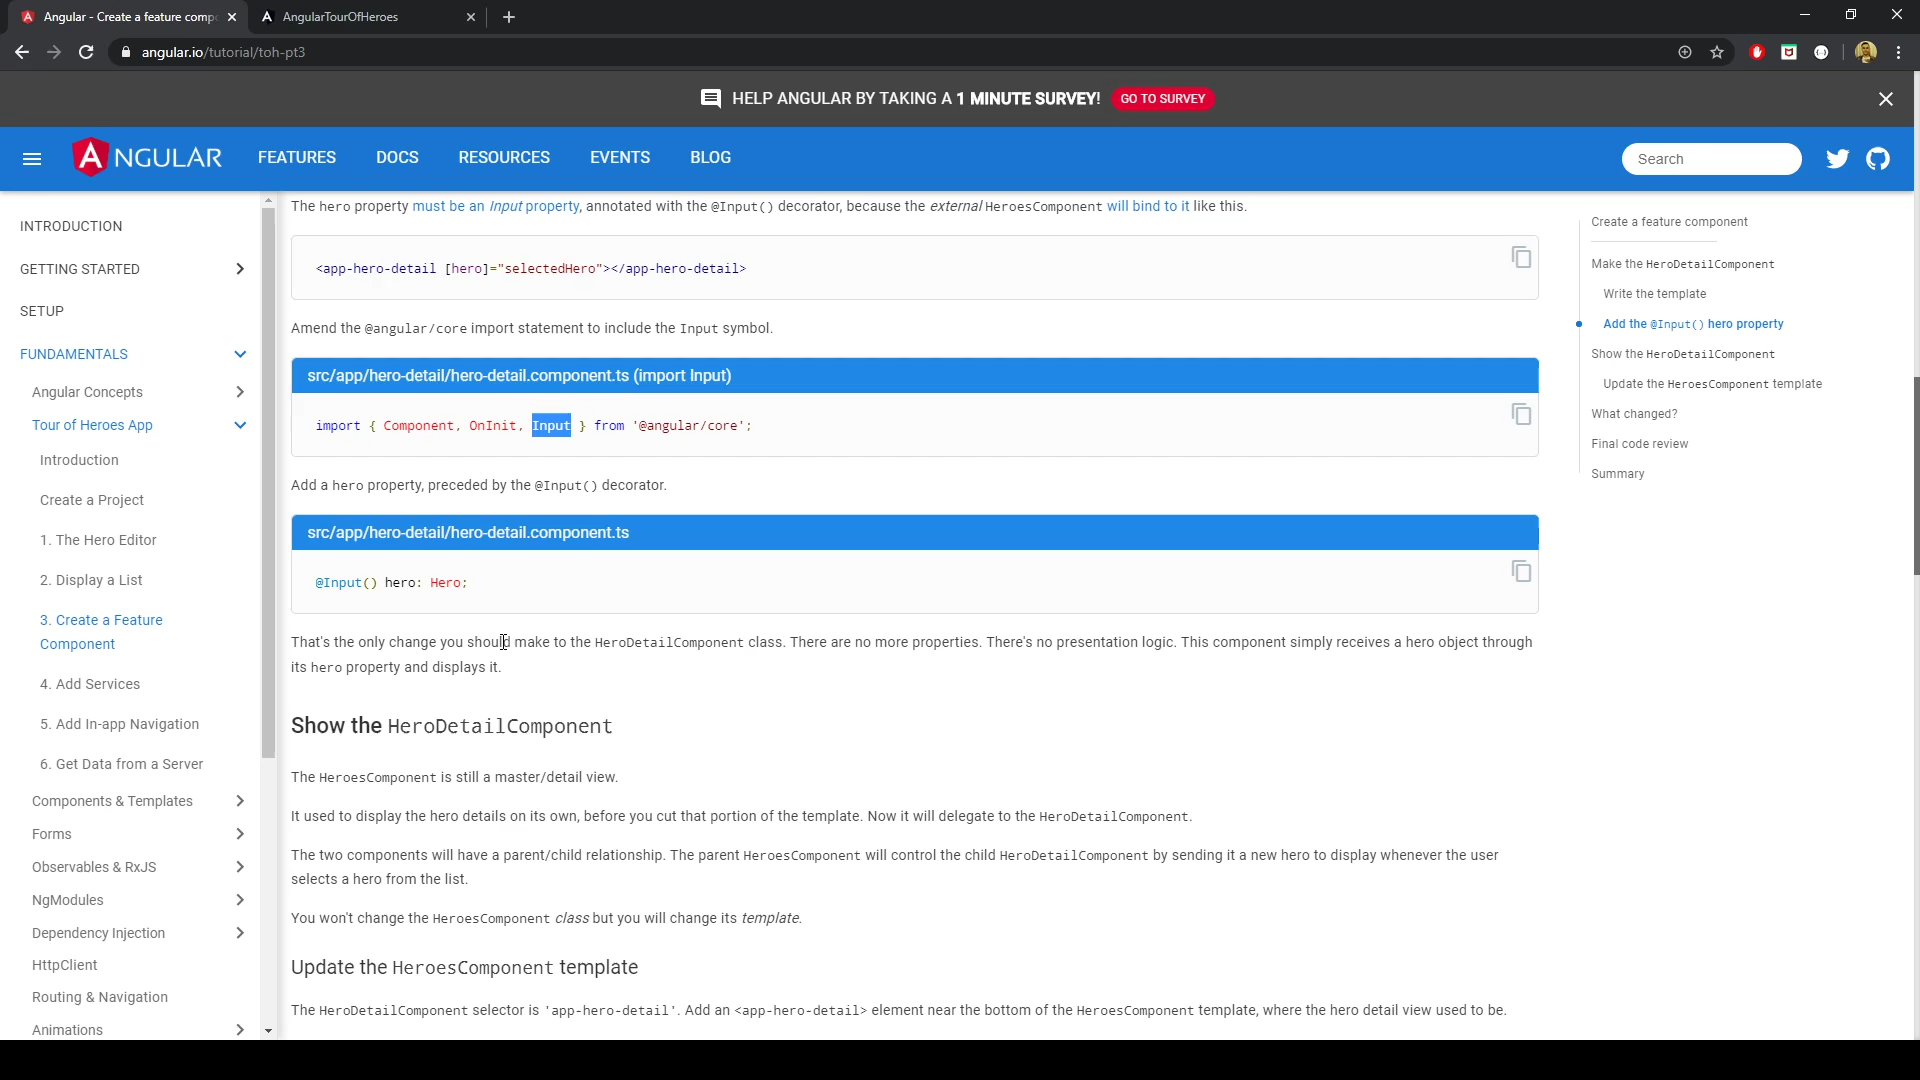 Angular - Create a feature comp
AngularTourOfHeroes
angular.io/tutorial/toh-pt3
HELP ANGULAR BY TAKING A 1 MINUTE SURVEY!
GO TO SURVEY
ANGULAR
FEATURES
DOCS
RESOURCES
EVENTS
BLOG
Search
INTRODUCTION
GETTING STARTED
SETUP
FUNDAMENTALS
Angular Concepts
Tour of Heroes App
Introduction
Create a Project
1. The Hero Editor
2. Display a List
3. Create a Feature
Component
4. Add Services
5. Add In-app Navigation
6. Get Data from a Server
Components & Templates
Forms
Observables & RxJS
NgModules
Dependency Injection
HttpClient
Routing & Navigation
Animations
The hero property must be an Input property, annotated with the @Input() decorator, because the external HeroesComponent will bind to it like this.
<app-hero-detail [hero]="selectedHero"></app-hero-detail>
Amend the @angular/core import statement to include the Input symbol.
src/app/hero-detail/hero-detail.component.ts (import Input)
import { Component, OnInit, Input } from '@angular/core';
Add a hero property, preceded by the @Input() decorator.
src/app/hero-detail/hero-detail.component.ts
@Input() hero: Hero;
That's the only change you should make to the HeroDetailComponent class. There are no more properties. There's no presentation logic. This component simply receives a hero object through
its hero property and displays it.
Show the HeroDetailComponent
The HeroesComponent is still a master/detail view.
It used to display the hero details on its own, before you cut that portion of the template. Now it will delegate to the HeroDetailComponent.
The two components will have a parent/child relationship. The parent HeroesComponent will control the child HeroDetailComponent by sending it a new hero to display whenever the user
selects a hero from the list.
You won't change the HeroesComponent class but you will change its template.
Update the HeroesComponent template
The HeroDetailComponent selector is 'app-hero-detail'. Add an <app-hero-detail> element near the bottom of the HeroesComponent template, where the hero detail view used to be.
Create a feature component
Make the HeroDetailComponent
Write the template
Add the @Input() hero property
Show the HeroDetailComponent
Update the HeroesComponent template
What changed?
Final code review
Summary